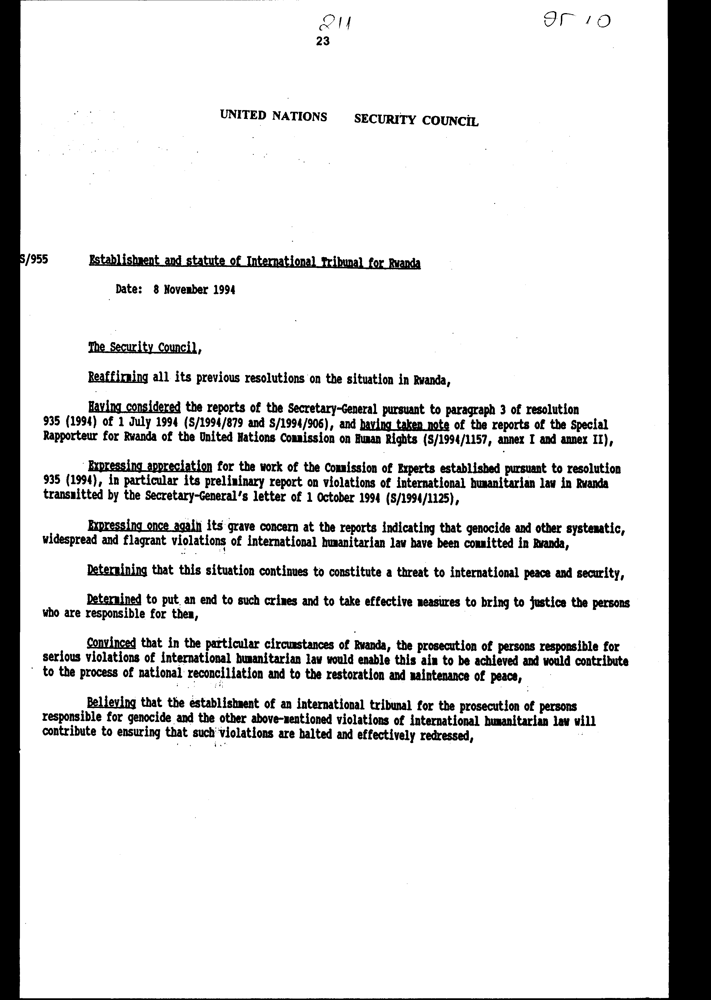 211
23
UNITED NATIONS SECURITY COUNCIL
S/955 Establishment and statute of International Tribunal for Rwanda
Date: 8 November 1994
The Security Council,
Reaffirming all its previous resolutions on the situation in Rwanda,
Having considered the reports of the Secretary-General pursuant to paragraph 3 of resolution
935 (1994) of 1 July 1994 (S/1994/879 and S/1994/906), and having taken note of the reports of the Special
Rapporteur for Rwanda of the United Nations Commission on Human Rights (S/1994/1157, annex I and annex II),
Expressing appreciation for the work of the Commission of Experts established pursuant to resolution
935 (1994), in particular its preliminary report on violations of international humanitarian law in Rwanda
transmitted by the Secretary-General's letter of 1 October 1994 (S/1994/1125),
Expressing once again its grave concern at the reports indicating that genocide and other systematic,
widespread and flagrant violations of international humanitarian law have been committed in Rwanda,
Determining that this situation continues to constitute a threat to international peace and security,
Determined to put an end to such crimes and to take effective measures to bring to justice the persons
who are responsible for them,
Convinced that in the particular circumstances of Rwanda, the prosecution of persons responsible for
serious violations of international humanitarian law would enable this aim to be achieved and would contribute
to the process of national reconciliation and to the restoration and maintenance of peace,
Believing that the establishment of an international tribunal for the prosecution of persons
responsible for genocide and the other above-mentioned violations of international humanitarian law will
contribute to ensuring that such violations are halted and effectively redressed,